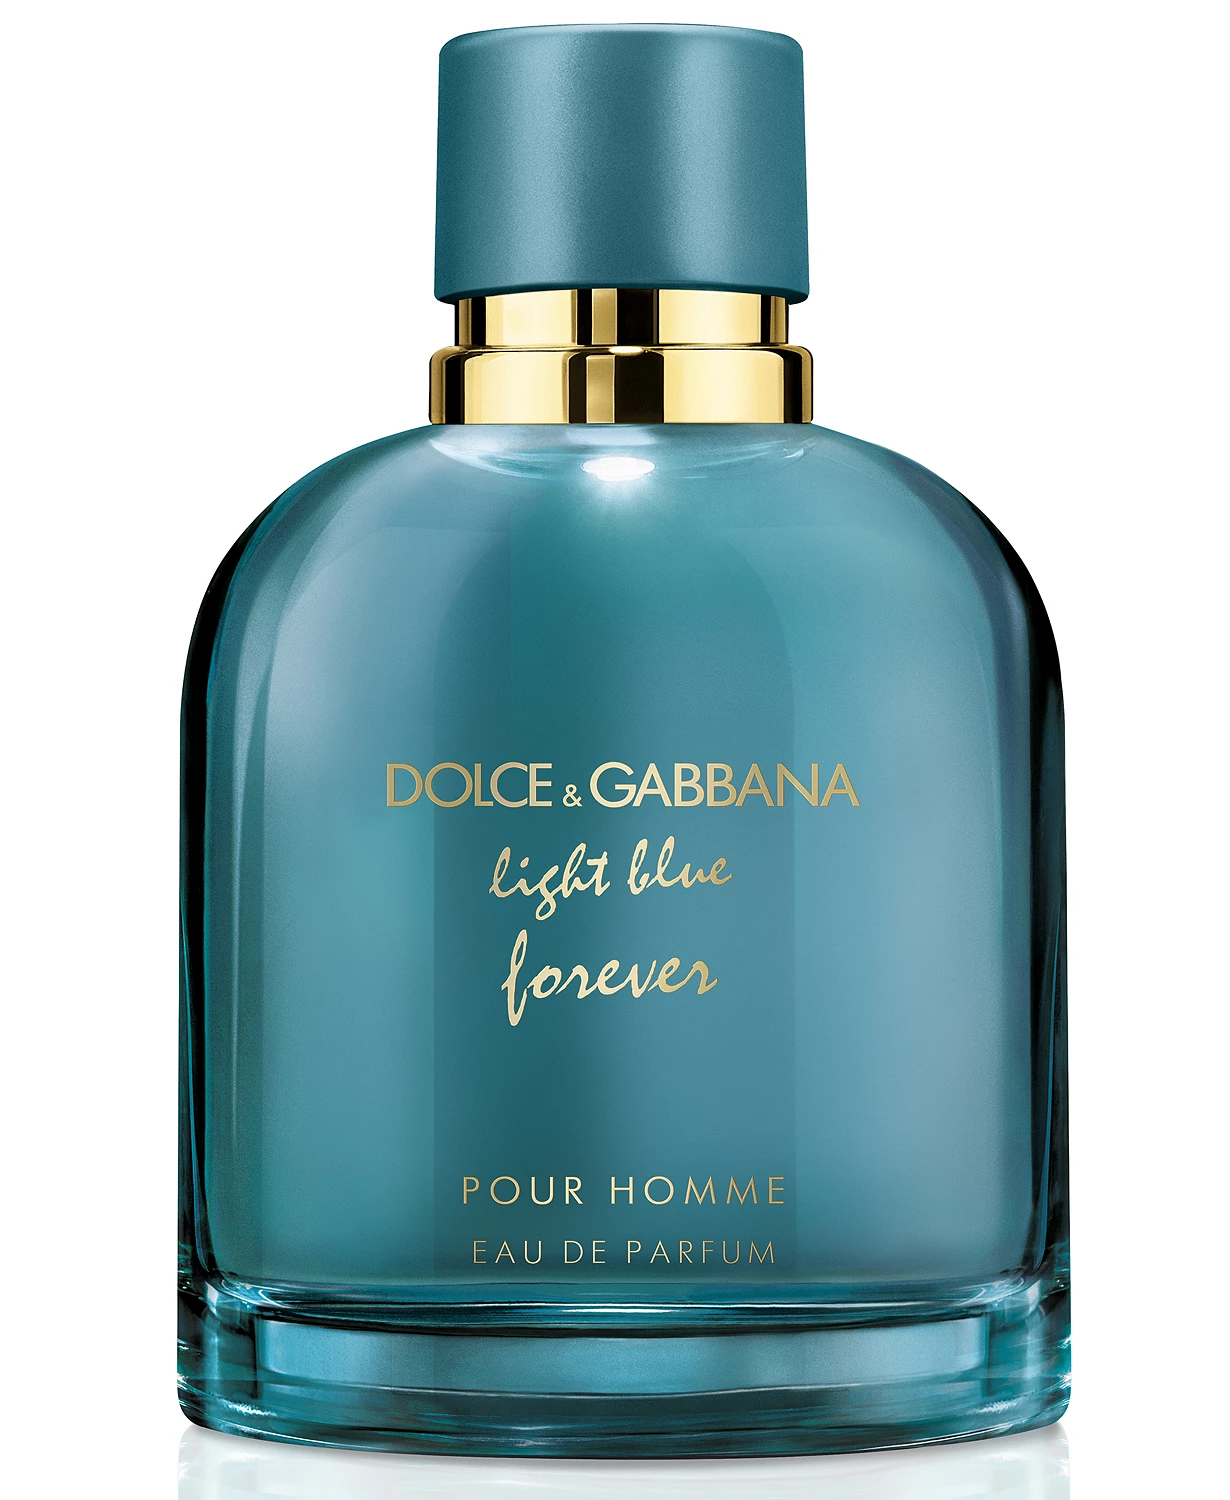 DOLCE & GABBANA
light blue
forever
POUR HOMME
EAU DE PARFUM